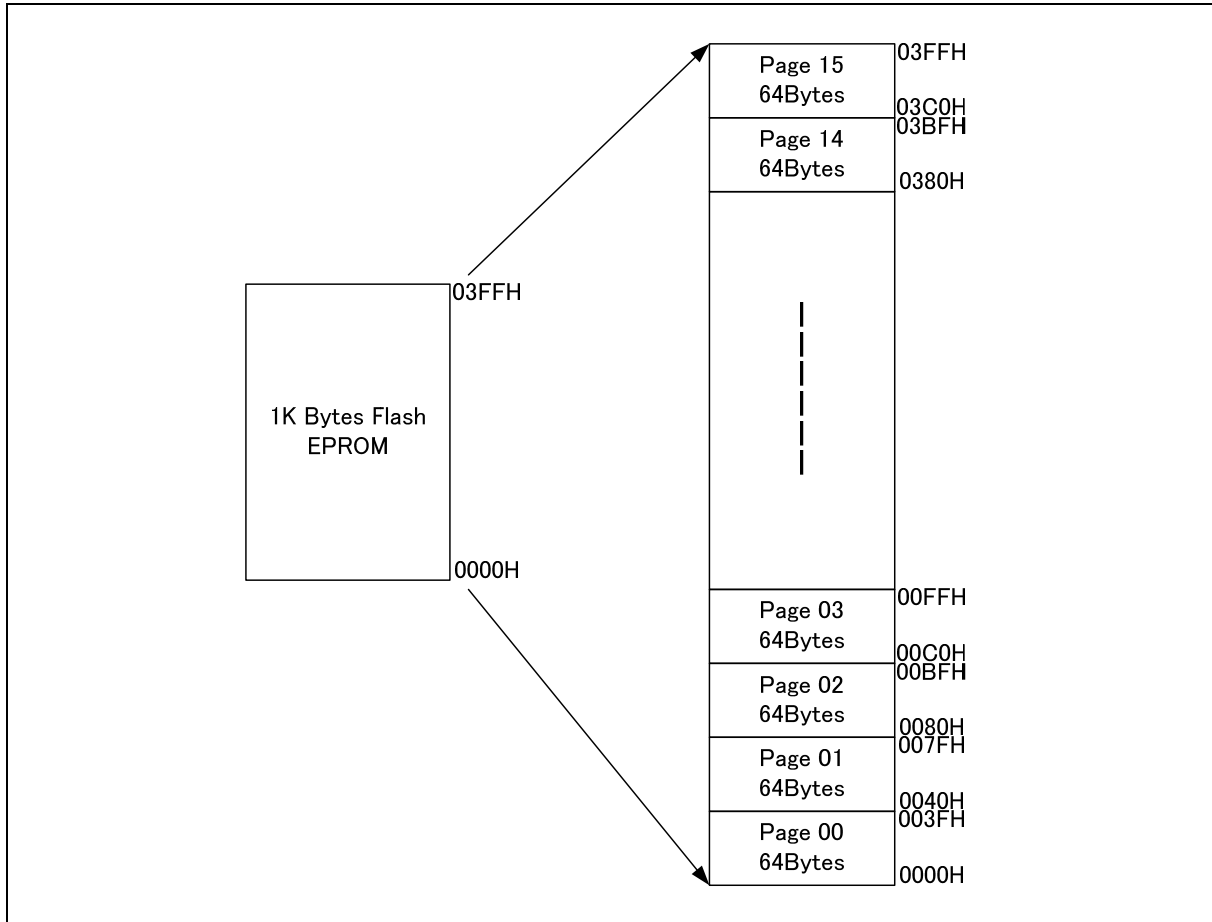 03FFH
Page 15
64Bytes
03C0H
03BFH
Page 14
64Bytes
0380H
03FFH
1K Bytes Flash
EPROM
0000H
00FFH
Page 03
64Bytes
00C0H
00BFH
Page 02
64Bytes
0080H
007FH
Page 01
64Bytes
0040H
003FH
Page 00
64Bytes
0000H